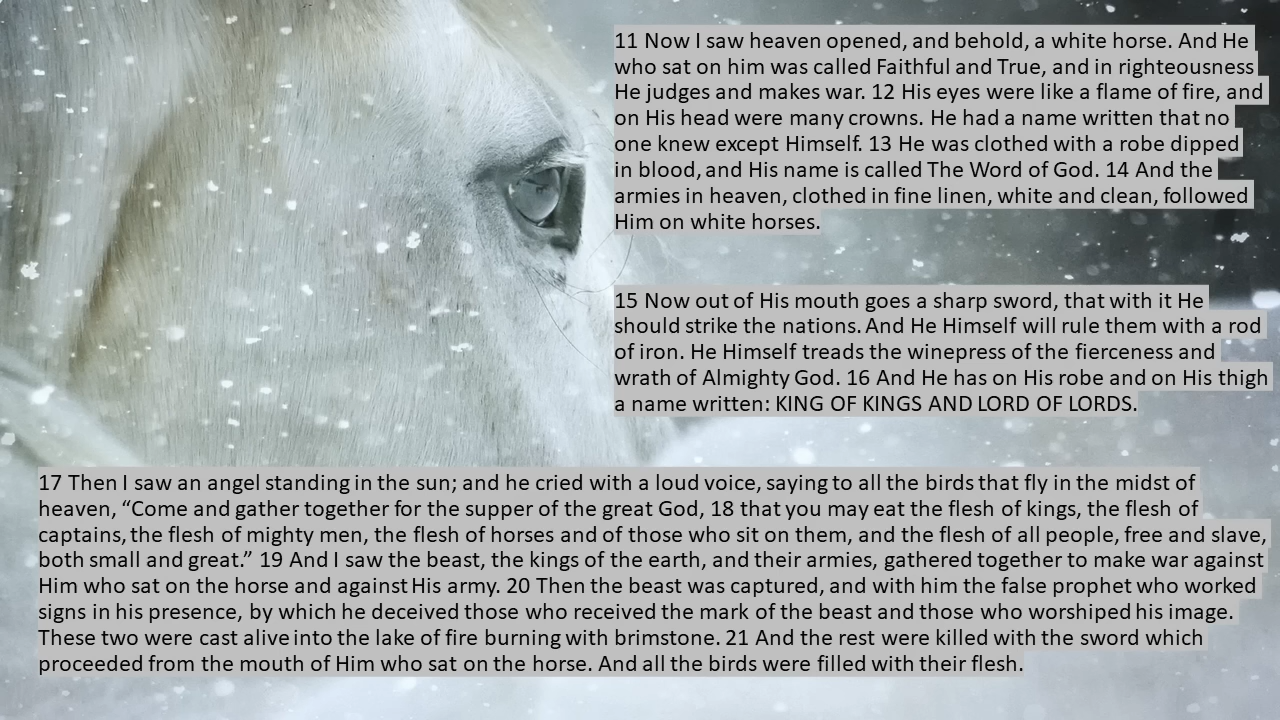 11 Now I saw heaven opened, and behold, a white horse. And He
who sat on him was called Faithful and True, and in righteousness
He judges and makes war. 12 His eyes were like a flame of fire, and
on His head were many crowns. He had a name written that no
one knew except Himself. 13 He was clothed with a robe dipped
in blood, and His name is called The Word of God. 14 And the
armies in heaven, clothed in fine linen, white and clean, followed
Him on white horses.
15 Now out of His mouth goes a sharp sword, that with it He
should strike the nations. And He Himself will rule them with a rod
of iron. He Himself treads the winepress of the fierceness and
wrath of Almighty God. 16 And He has on His robe and on His thigh
a name written: KING OF KINGS AND LORD OF LORDS.
17 Then I saw an angel standing in the sun; and he cried with a loud voice, saying to all the birds that fly in the midst of
heaven, “Come and gather together for the supper of the great God, 18 that you may eat the flesh of kings, the flesh of
captains, the flesh of mighty men, the flesh of horses and of those who sit on them, and the flesh of all people, free and slave,
both small and great.” 19 And I saw the beast, the kings of the earth, and their armies, gathered together to make war against
Him who sat on the horse and against His army. 20 Then the beast was captured, and with him the false prophet who worked
signs in his presence, by which he deceived those who received the mark of the beast and those who worshiped his image.
These two were cast alive into the lake of fire burning with brimstone. 21 And the rest were killed with the sword which
proceeded from the mouth of Him who sat on the horse. And all the birds were filled with their flesh.